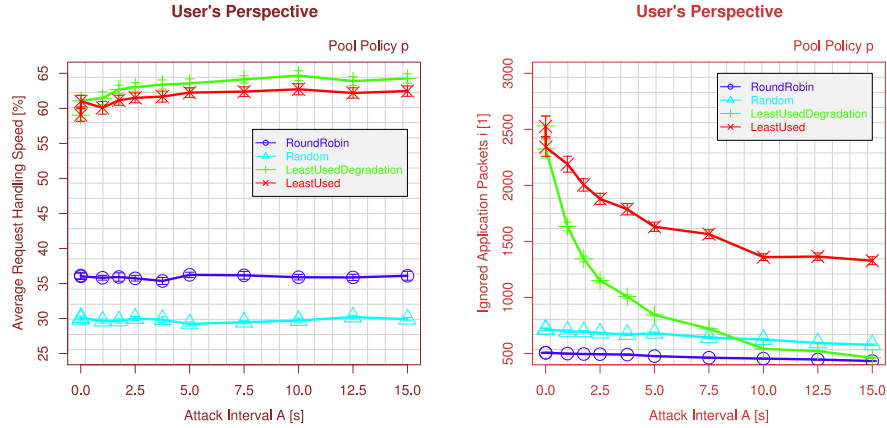 User's Perspective
Pool Policy p
Average Request Handling Speed [%]
65
60
55
50
45
40
35
30
25
RoundRobin
Random
LeastUsedDegradation
LeastUsed
0.0 2.5 5.0 7.5 10.0 12.5 15.0
Attack Interval A [s]
User's Perspective
Pool Policy p
Ignored Application Packets i [1]
3000
2500
2000
1500
1000
500
RoundRobin
Random
LeastUsedDegradation
LeastUsed
0.0 2.5 5.0 7.5 10.0 12.5 15.0
Attack Interval A [s]